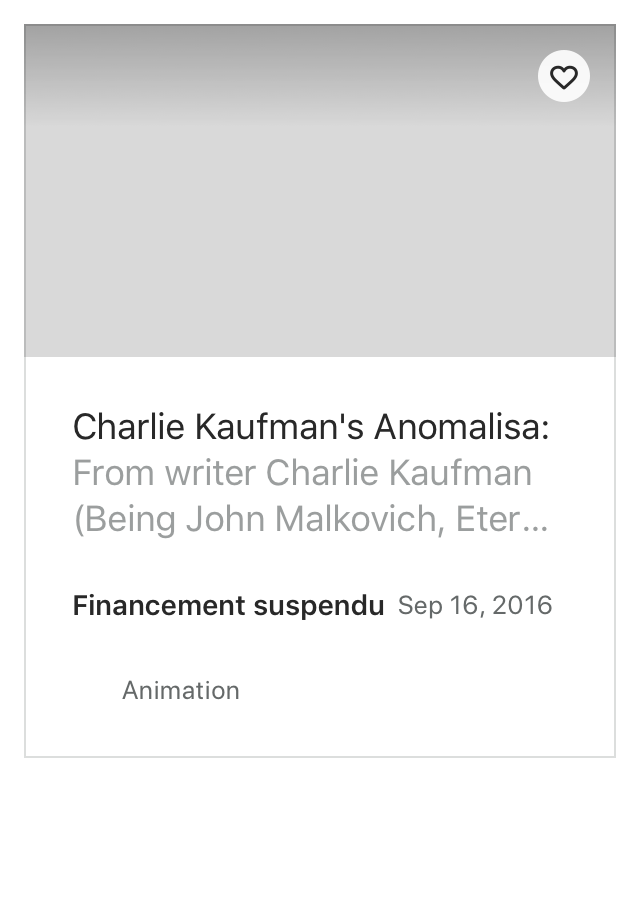 Charlie Kaufman's Anomalisa:
From writer Charlie Kaufman
(Being John Malkovich, Eter…
Financement suspendu Sep 16, 2016
Animation